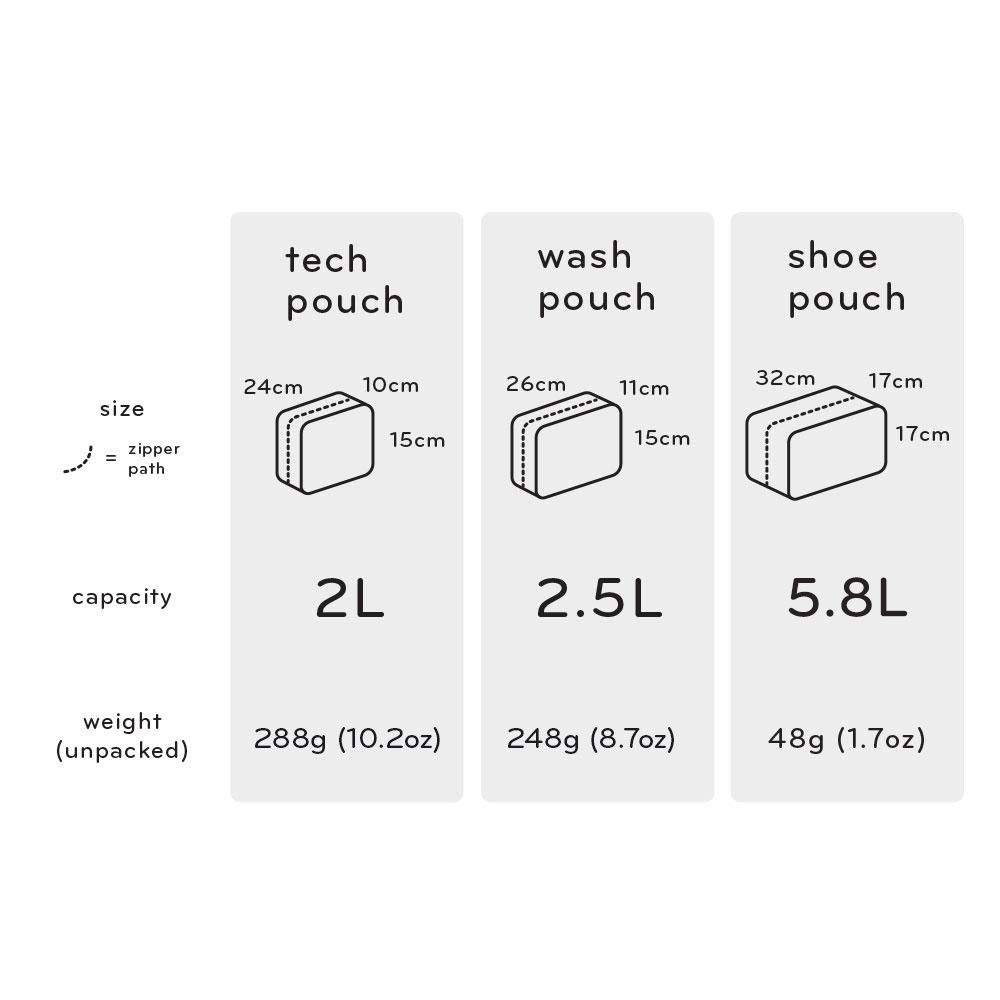 tech
pouch
wash
pouch
shoe
pouch
size
= zipper
path
24cm
10cm
15cm
26cm
11cm
15cm
32cm
17cm
17cm
capacity
2L
2.5L
5.8L
weight
(unpacked)
288g (10.2oz)
248g (8.7oz)
48g (1.7oz)